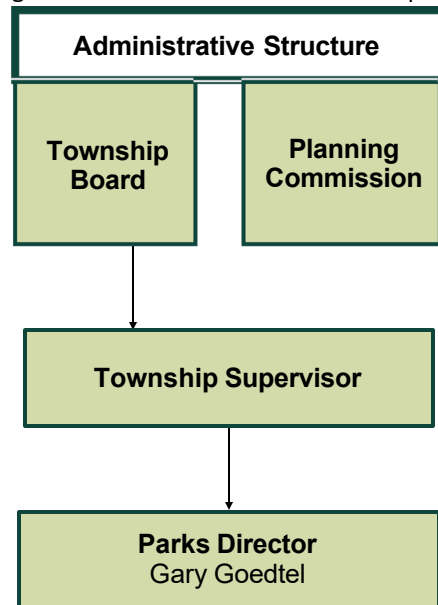 Administrative Structure
Township
Board
Planning
Commission
Township Supervisor
Parks Director
Gary Goedtel